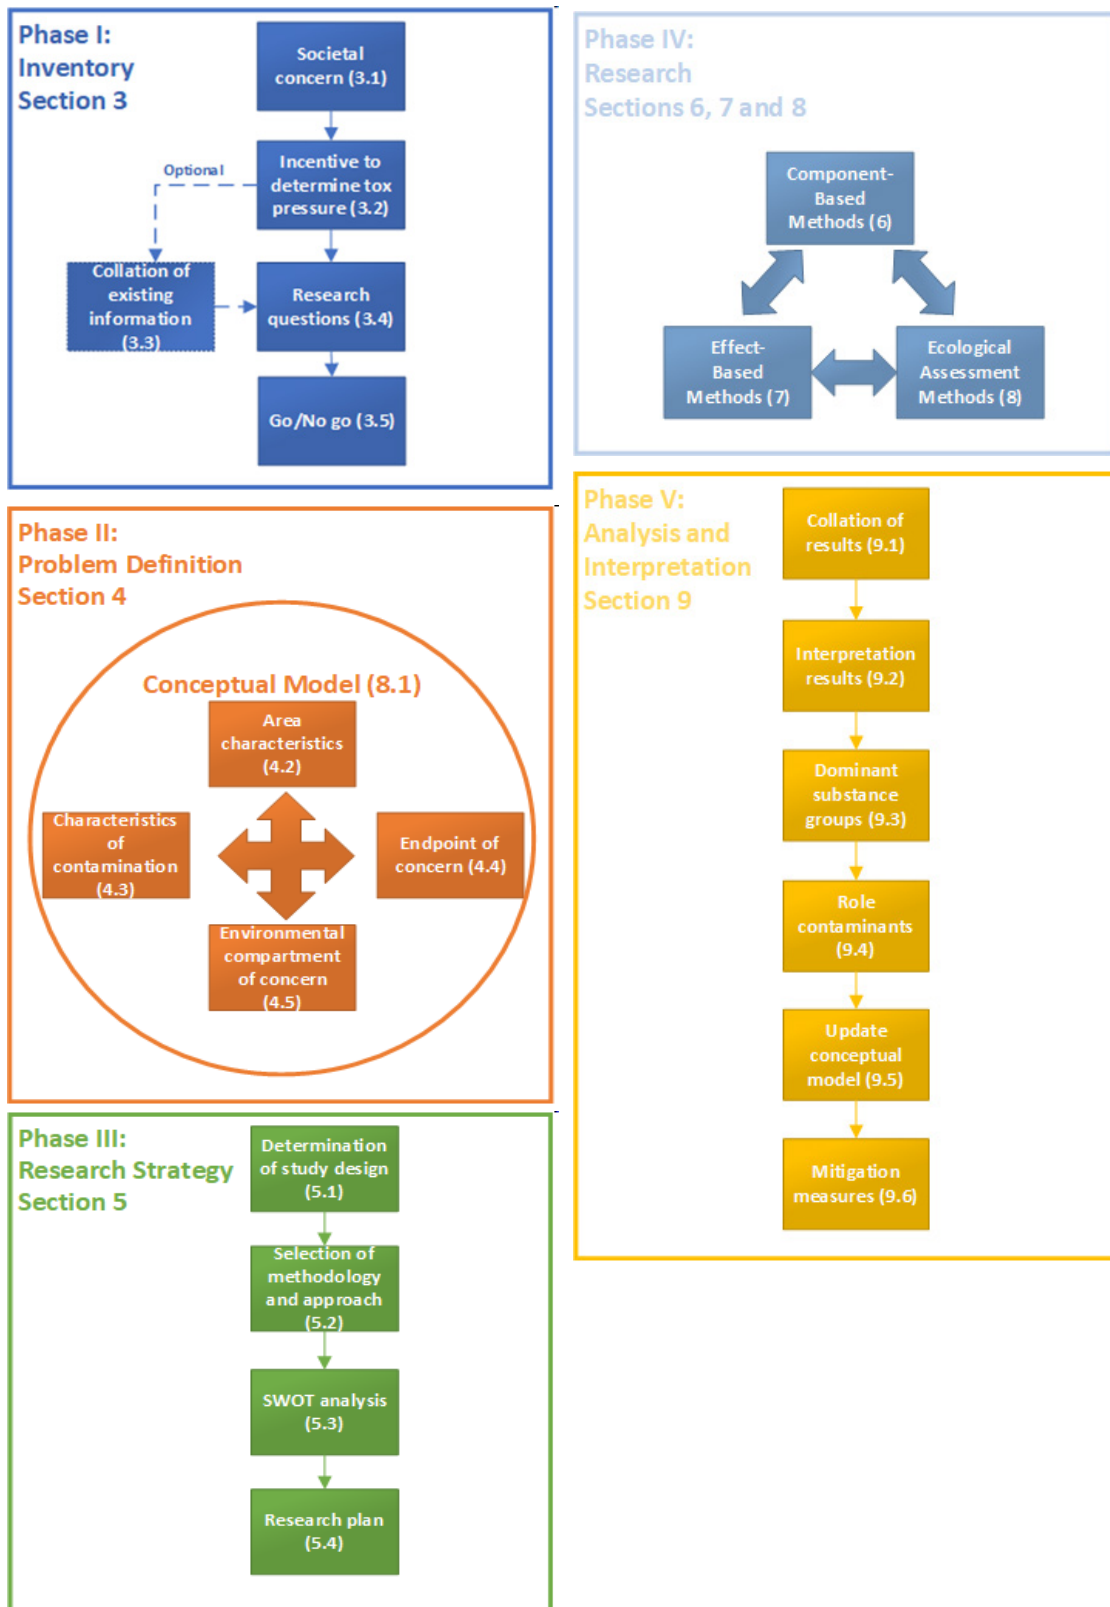 Phase I:
Inventory
Section 3
Societal
concern (3.1)
Optional
Incentive to
determine tox
pressure (3.2)
Collation of
existing
information
(3.3)
Research
questions (3.4)
Go/No go (3.5)
Phase II:
Problem Definition
Section 4
Conceptual Model (8.1)
Area
characteristics
(4.2)
Characteristics
of
contamination
(4.3)
Endpoint of
concern (4.4)
Environmental
compartment
of concern
(4.5)
Phase III:
Research Strategy
Section 5
Determination
of study design
(5.1)
Selection of
methodology
and approach
(5.2)
SWOT analysis
(5.3)
Research plan
(5.4)
Phase IV:
Research
Sections 6, 7 and 8
Component-
Based
Methods (6)
Effect-
Based
Methods (7)
Ecological
Assessment
Methods (8)
Phase V:
Analysis and
Interpretation
Section 9
Collation of
results (9.1)
Interpretation
results (9.2)
Dominant
substance
groups (9.3)
Role
contaminants
(9.4)
Update
conceptual
model (9.5)
Mitigation
measures (9.6)